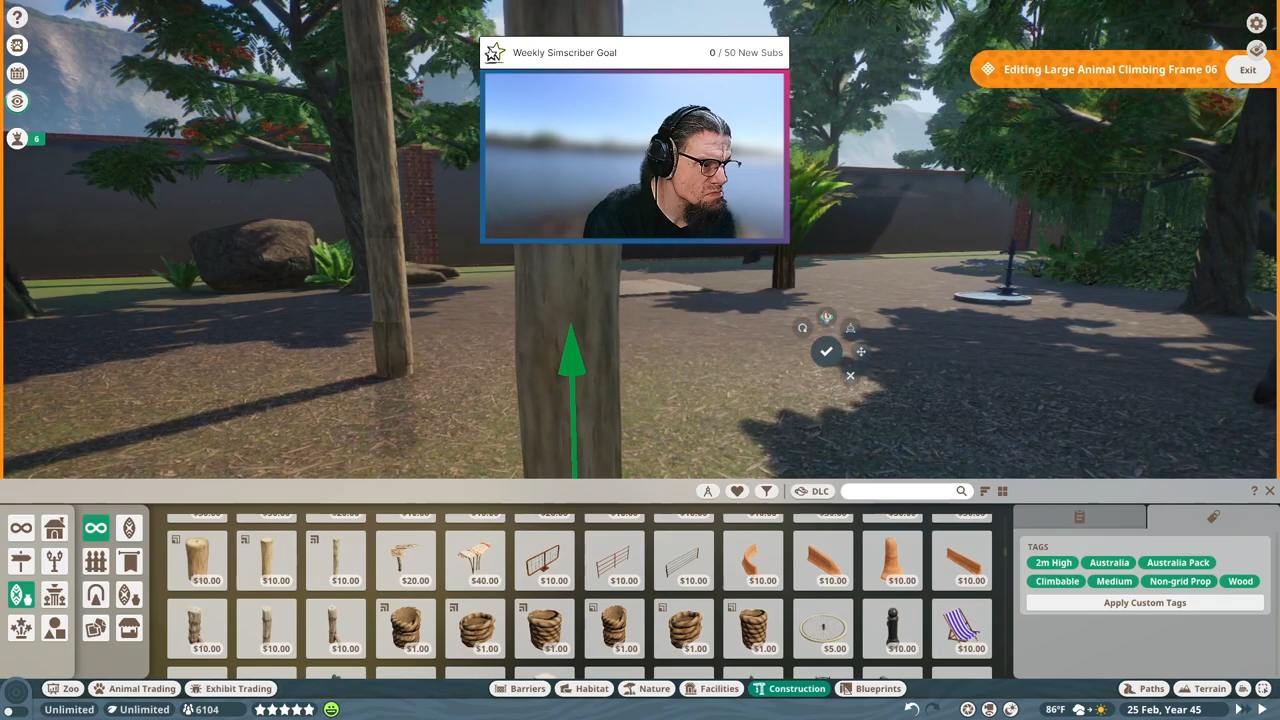 Weekly Simscriber Goal
0 / 50 New Subs
Editing Large Animal Climbing Frame 06
Exit
6
DLC
$10.00 $10.00 $10.00 $20.00 $40.00 $10.00 $10.00 $10.00 $10.00 $10.00 $10.00 $10.00
$10.00 $10.00 $10.00 $1.00 $1.00 $1.00 $1.00 $1.00 $1.00 $5.00 $10.00 $10.00
TAGS
2m High Australia Australia Pack
Climbable Medium Non-grid Prop Wood
Apply Custom Tags
Zoo Animal Trading Exhibit Trading Barriers Habitat Nature Facilities Construction Blueprints Paths Terrain
Unlimited Unlimited 6104 86°F 25 Feb, Year 45